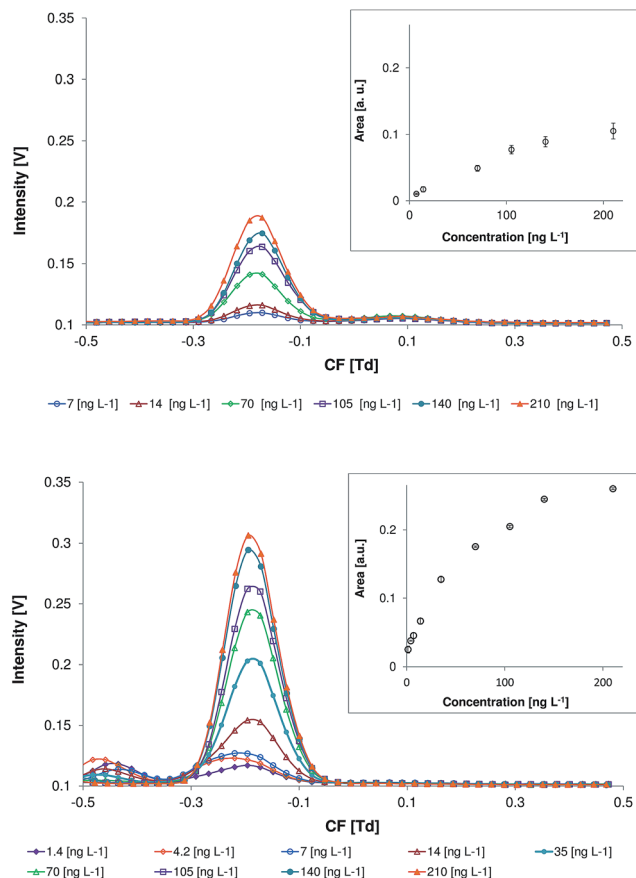 0.35
0.3
0.25
0.2
0.15
0.1
Intensity [V]
-0.5
-0.3
-0.1
0.1
0.3
0.5
CF [Td]
0.2
0.1
0
Area [a. u.]
0
100
200
Concentration [ng L-1]
7 [ng L-1]
14 [ng L-1]
70 [ng L-1]
105 [ng L-1]
140 [ng L-1]
210 [ng L-1]
0.35
0.3
0.25
0.2
0.15
0.1
Intensity [V]
-0.5
-0.3
-0.1
0.1
0.3
0.5
CF [Td]
0.2
0.1
0
Area [a.u.]
0
100
200
Concentration [ng L-1]
1.4 [ng L-1]
4.2 [ng L-1]
7 [ng L-1]
14 [ng L-1]
35 [ng L-1]
70 [ng L-1]
105 [ng L-1]
140 [ng L-1]
210 [ng L-1]